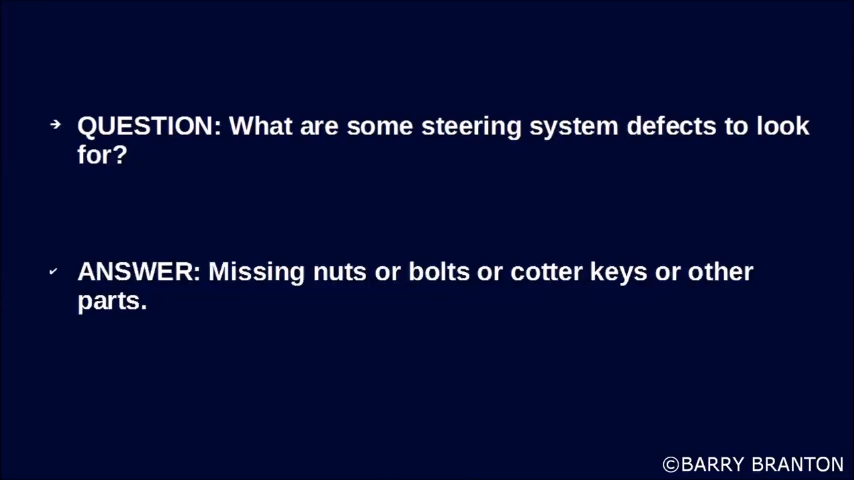 ➔ QUESTION: What are some steering system defects to look
for?
✔ ANSWER: Missing nuts or bolts or cotter keys or other
parts.
©BARRY BRANTON